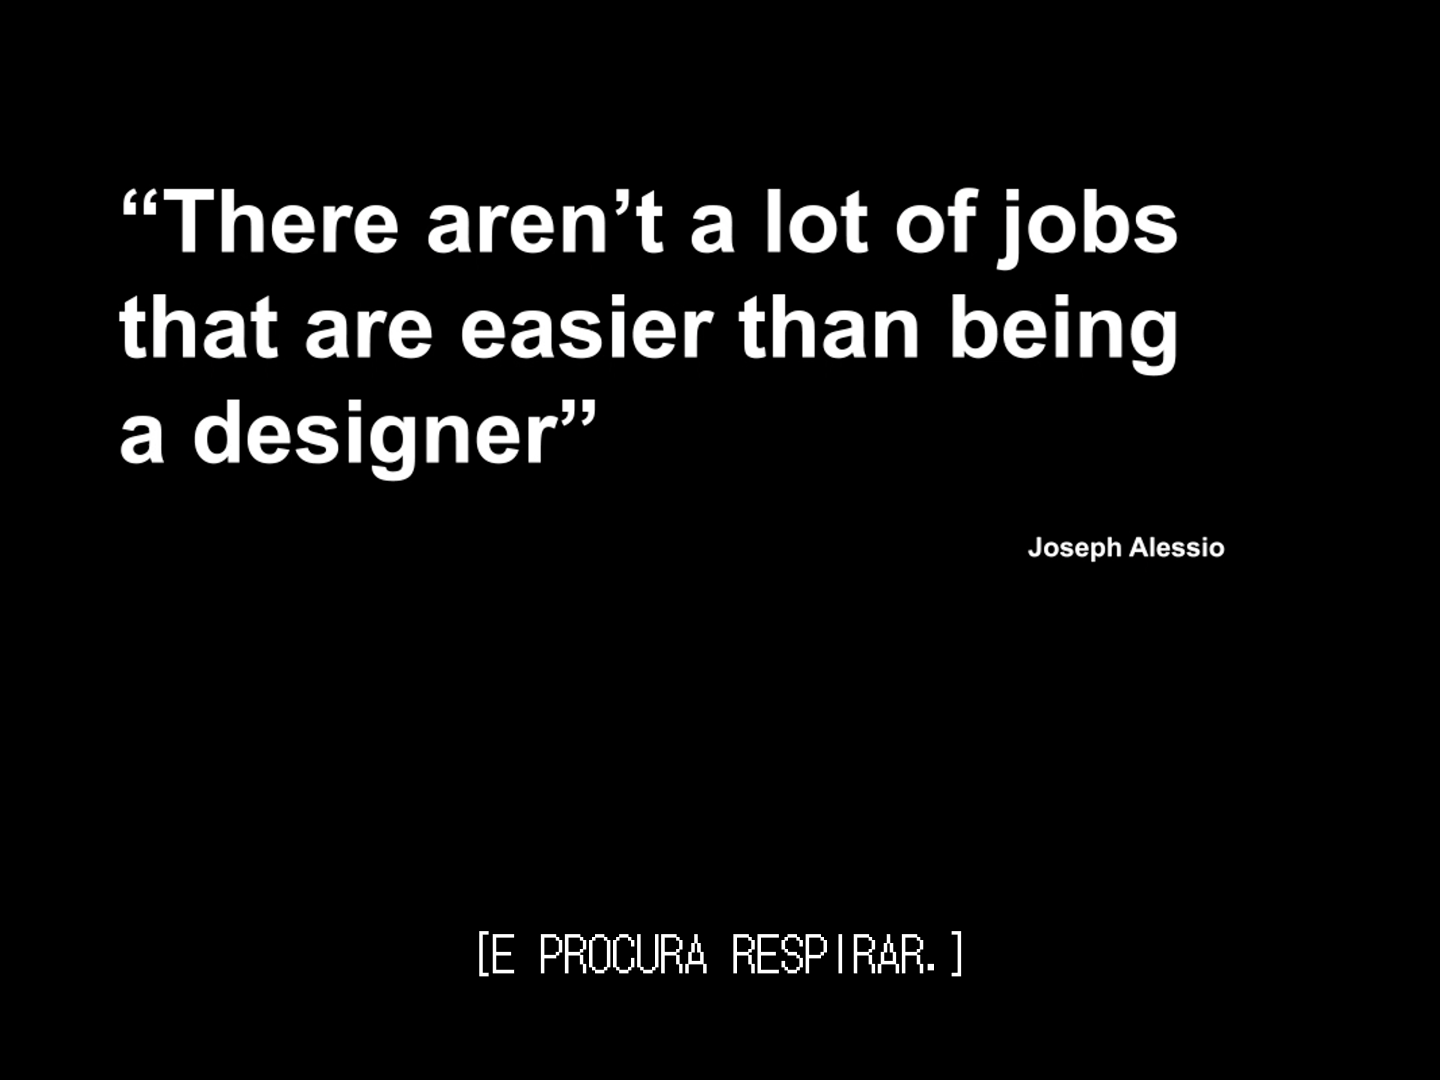 “There aren’t a lot of jobs
that are easier than being
a designer”
Joseph Alessio
[E PROCURA RESPIRAR.]